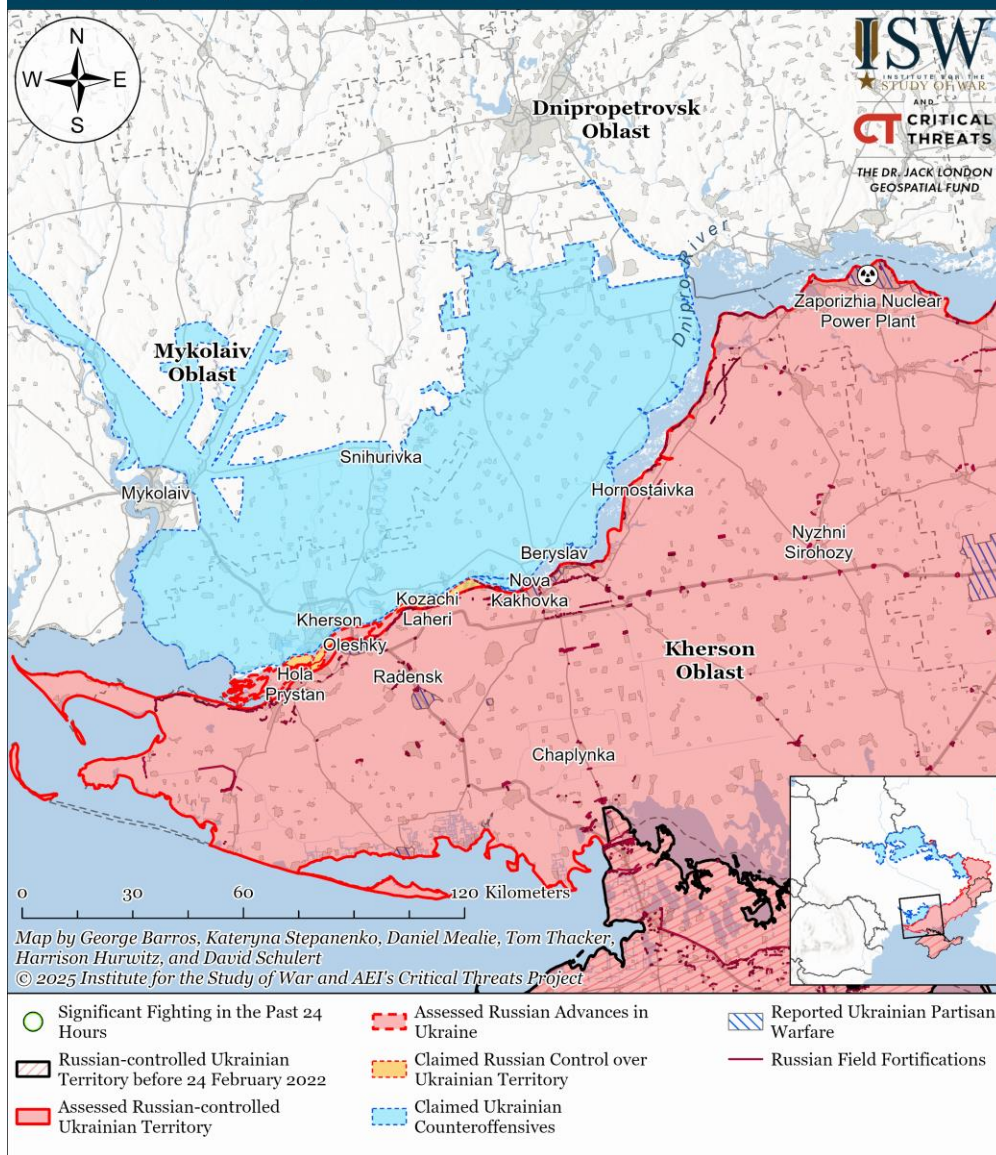 N
W
E
S
ISW
INSTITUTE FOR THE
STUDY OF WAR
AND
CT CRITICAL
THREATS
THE DR. JACK LONDON
GEOSPATIAL FUND
Dnipropetrovsk
Oblast
Dnipro River
Zaporizhia Nuclear
Power Plant
Mykolaiv
Oblast
Snihurivka
Mykolaiv
Hornostaivka
Nyzhni
Sirohozy
Beryslav
Nova
Kakhovka
Kozachi
Laheri
Kherson
Oleshky
Kherson
Oblast
Hola
Prystan
Radensk
Chaplynka
0 30 60 120 Kilometers
Map by George Barros, Kateryna Stepanenko, Daniel Mealie, Tom Thacker,
Harrison Hurwitz, and David Schulert
© 2025 Institute for the Study of War and AEI's Critical Threats Project
Significant Fighting in the Past 24
Hours
Russian-controlled Ukrainian
Territory before 24 February 2022
Assessed Russian-controlled
Ukrainian Territory
Assessed Russian Advances in
Ukraine
Claimed Russian Control over
Ukrainian Territory
Claimed Ukrainian
Counteroffensives
Reported Ukrainian Partisan
Warfare
Russian Field Fortifications